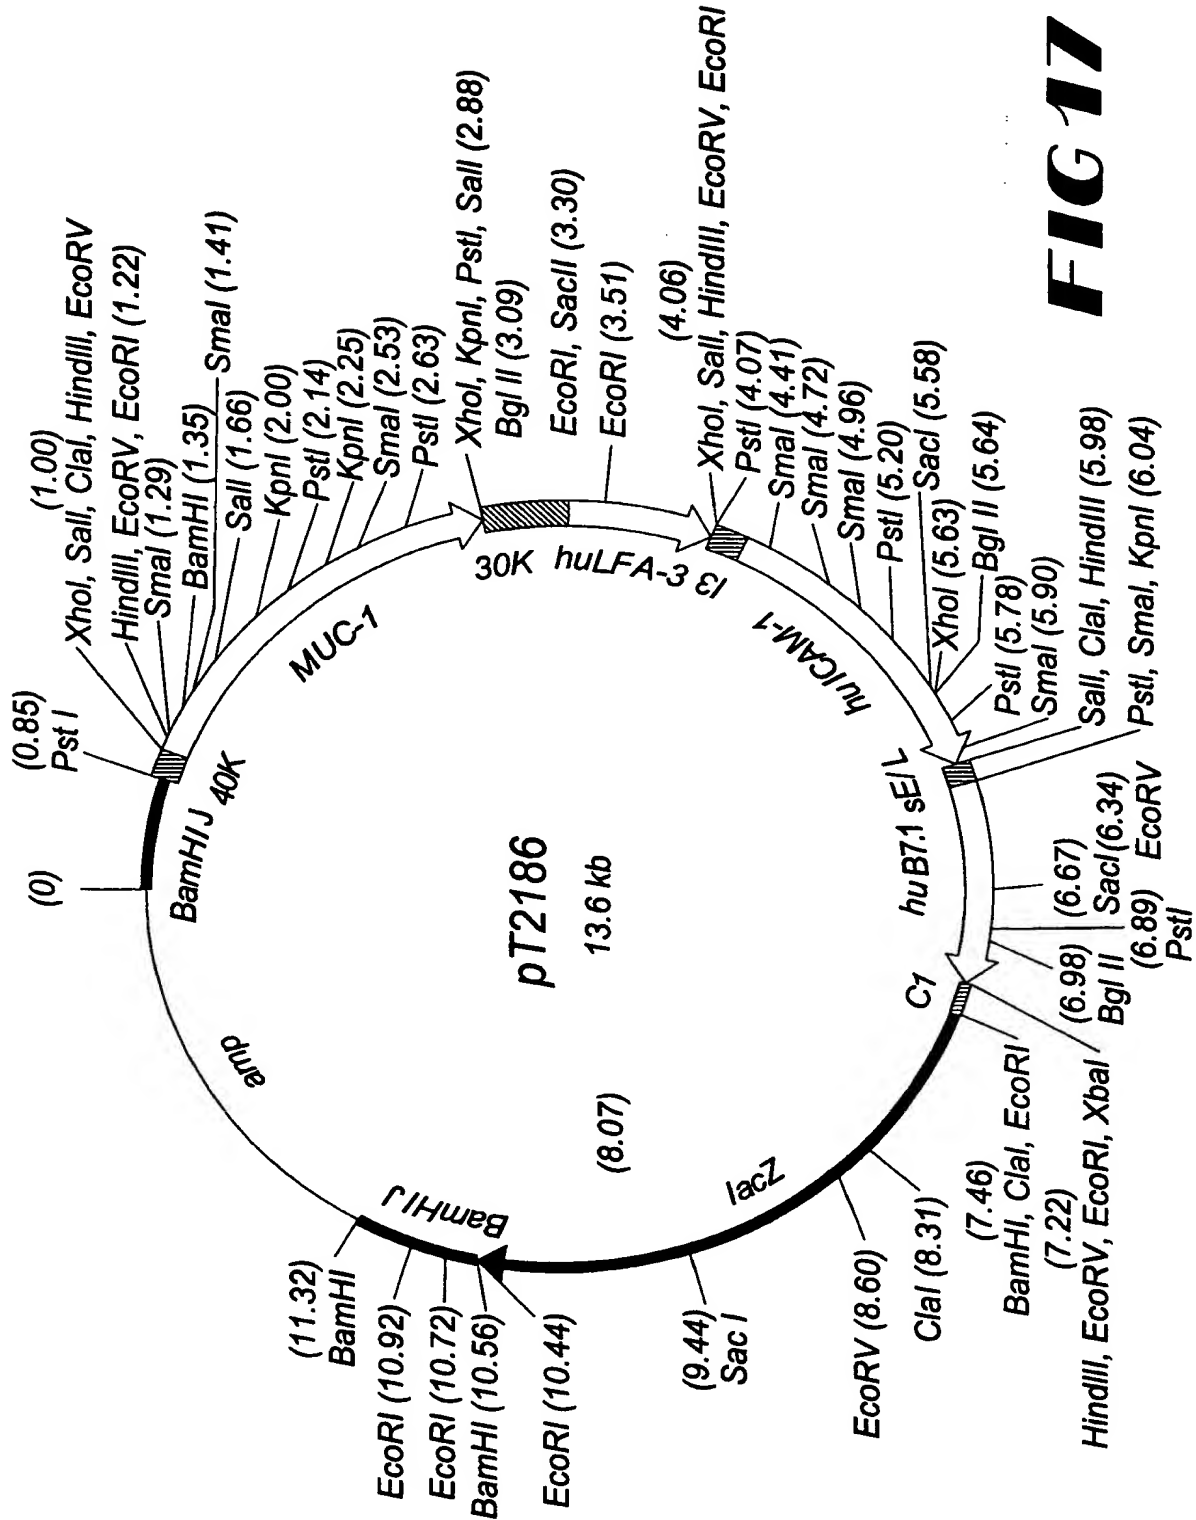 (0)
(0.85)
Pst I
(1.00)
XhoI, SalI, ClaI, HindIII, EcoRV
HindIII, EcoRV, EcoRI (1.22)
SmaI (1.29)
BamHI (1.35)
SmaI (1.41)
SalI (1.66)
KpnI (2.00)
PstI (2.14)
KpnI (2.25)
SmaI (2.53)
PstI (2.63)
XhoI, KpnI, PstI, SalI (2.88)
Bgl II (3.09)
EcoRI, SacII (3.30)
EcoRI (3.51)
(4.06)
XhoI, SalI, HindIII, EcoRV, EcoRI
PstI (4.07)
SmaI (4.41)
SmaI (4.72)
SmaI (4.96)
PstI (5.20)
SacI (5.58)
XhoI (5.63)
Bgl II (5.64)
PstI (5.78)
SmaI (5.90)
SalI, ClaI, HindIII (5.98)
PstI, SmaI, KpnI (6.04)
EcoRV
SacI (6.34)
(6.67)
PstI
(6.89)
Bgl II
(6.98)
HindIII, EcoRV, EcoRI, XbaI
(7.22)
BamHI, ClaI, EcoRI
(7.46)
ClaI (8.31)
EcoRV (8.60)
(9.44)
Sac I
EcoRI (10.44)
BamHI (10.56)
EcoRI (10.72)
EcoRI (10.92)
(11.32)
BamHI
BamHI J
40K
MUC-1
30K
huLFA-3
I3
huICAM-1
sE/L
huB7.1
C1
lacZ
(8.07)
BamHI J
amp
pT2186
13.6 kb
FIG 17